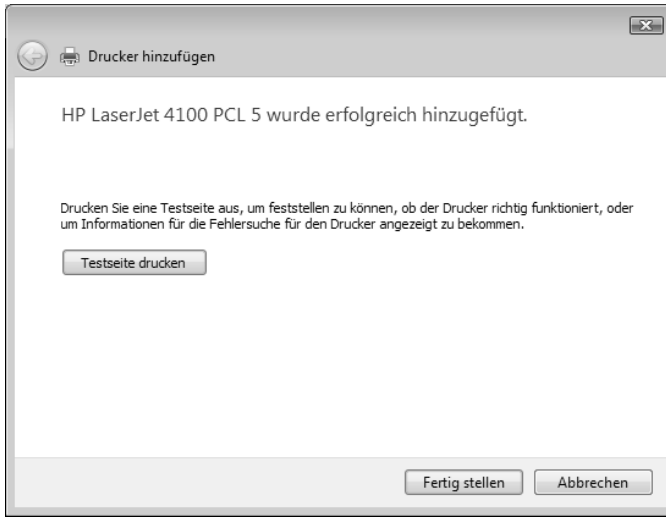 Drucker hinzufügen
HP LaserJet 4100 PCL 5 wurde erfolgreich hinzugefügt.
Drucken Sie eine Testseite aus, um feststellen zu können, ob der Drucker richtig funktioniert, oder
um Informationen für die Fehlersuche für den Drucker angezeigt zu bekommen.
Testseite drucken
Fertig stellen Abbrechen